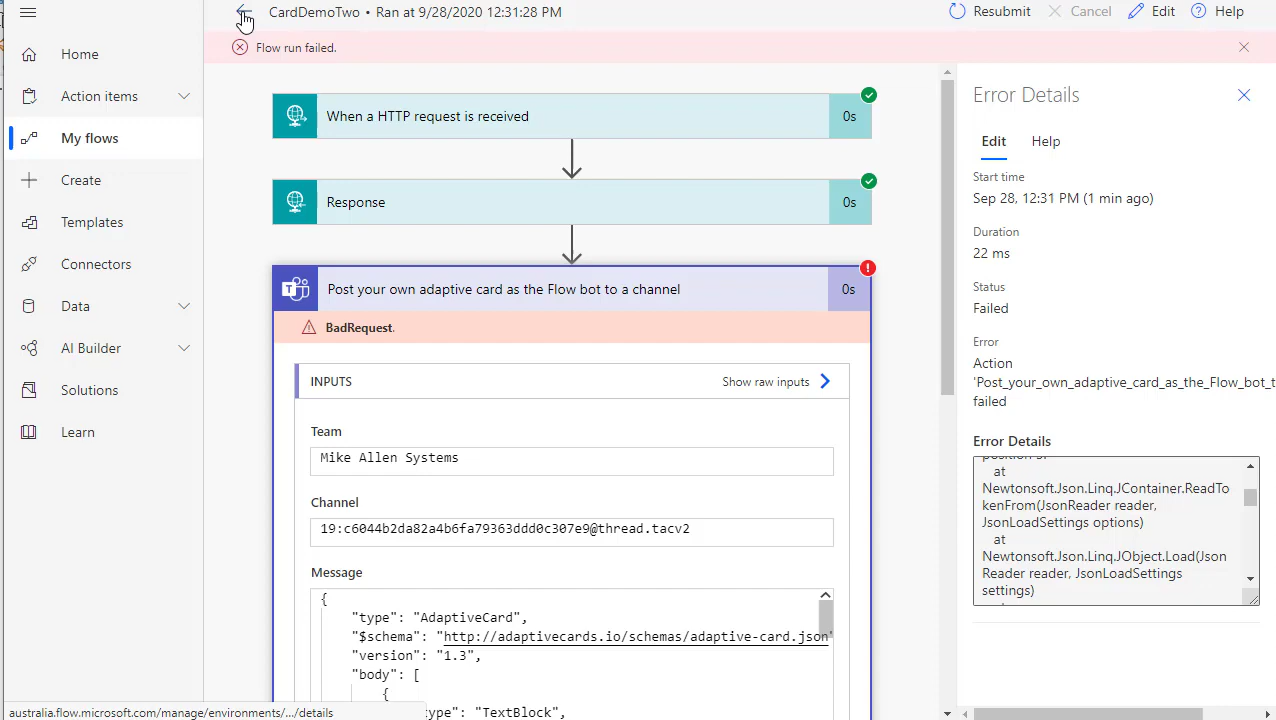 CardDemoTwo • Ran at 9/28/2020 12:31:28 PM
Resubmit
Cancel
Edit
Help
Flow run failed.
Home
Action items
My flows
Create
Templates
Connectors
Data
AI Builder
Solutions
Learn
When a HTTP request is received
0s
Response
0s
Post your own adaptive card as the Flow bot to a channel
0s
BadRequest.
INPUTS
Show raw inputs
Team
Mike Allen Systems
Channel
19:c6044b2da82a4b6fa79363ddd0c307e9@thread.tacv2
Message
{
"type": "AdaptiveCard",
"$schema": "http://adaptivecards.io/schemas/adaptive-card.json"
"version": "1.3",
"body": [
{
"TextBlock",
australia.flow.microsoft.com/manage/environments/.../details
Error Details
Edit
Help
Start time
Sep 28, 12:31 PM (1 min ago)
Duration
22 ms
Status
Failed
Error
Action
'Post_your_own_adaptive_card_as_the_Flow_bot_t
failed
Error Details
at
Newtonsoft.Json.Linq.JContainer.ReadTo
kenFrom(JsonReader reader,
JsonLoadSettings options)
at
Newtonsoft.Json.Linq.JObject.Load(Json
Reader reader, JsonLoadSettings
settings)